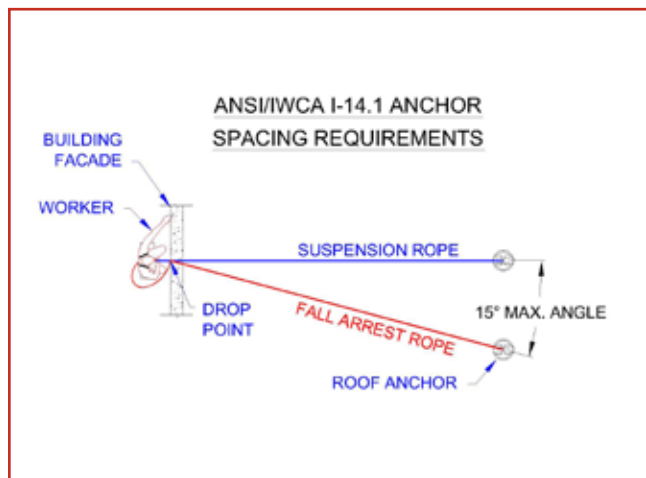 ANSI/IWCA I-14.1 ANCHOR
SPACING REQUIREMENTS
BUILDING
FACADE
WORKER
SUSPENSION ROPE
DROP
POINT
FALL ARREST ROPE
15° MAX. ANGLE
ROOF ANCHOR